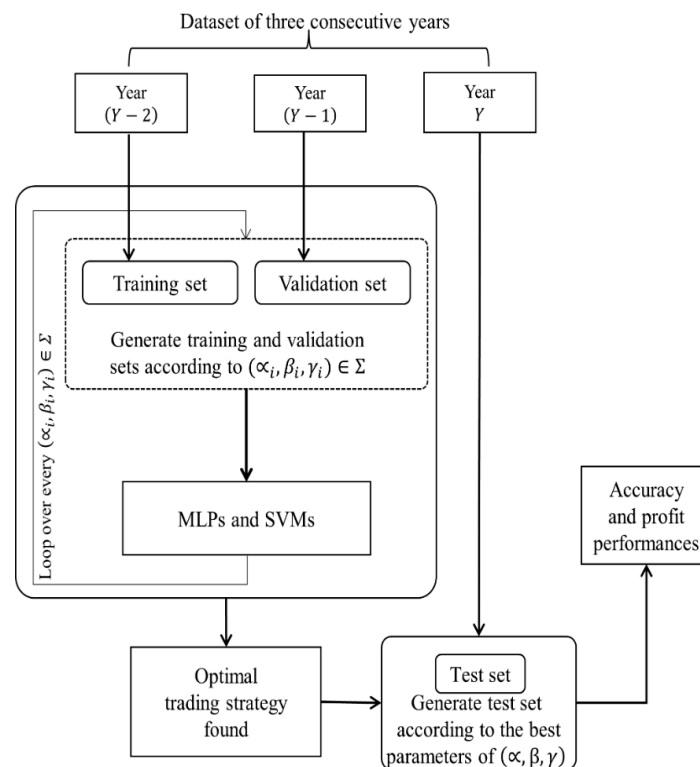 Dataset of three consecutive years
Year
(Y − 2)
Year
(Y − 1)
Year
Y
Training set
Validation set
Generate training and validation
sets according to (∝ᵢ, βᵢ, γᵢ) ∈ Σ
Loop over every (∝ᵢ, βᵢ, γᵢ) ∈ Σ
MLPs and SVMs
Accuracy
and profit
performances
Optimal
trading strategy
found
Test set
Generate test set
according to the best
parameters of (∝, β, γ)